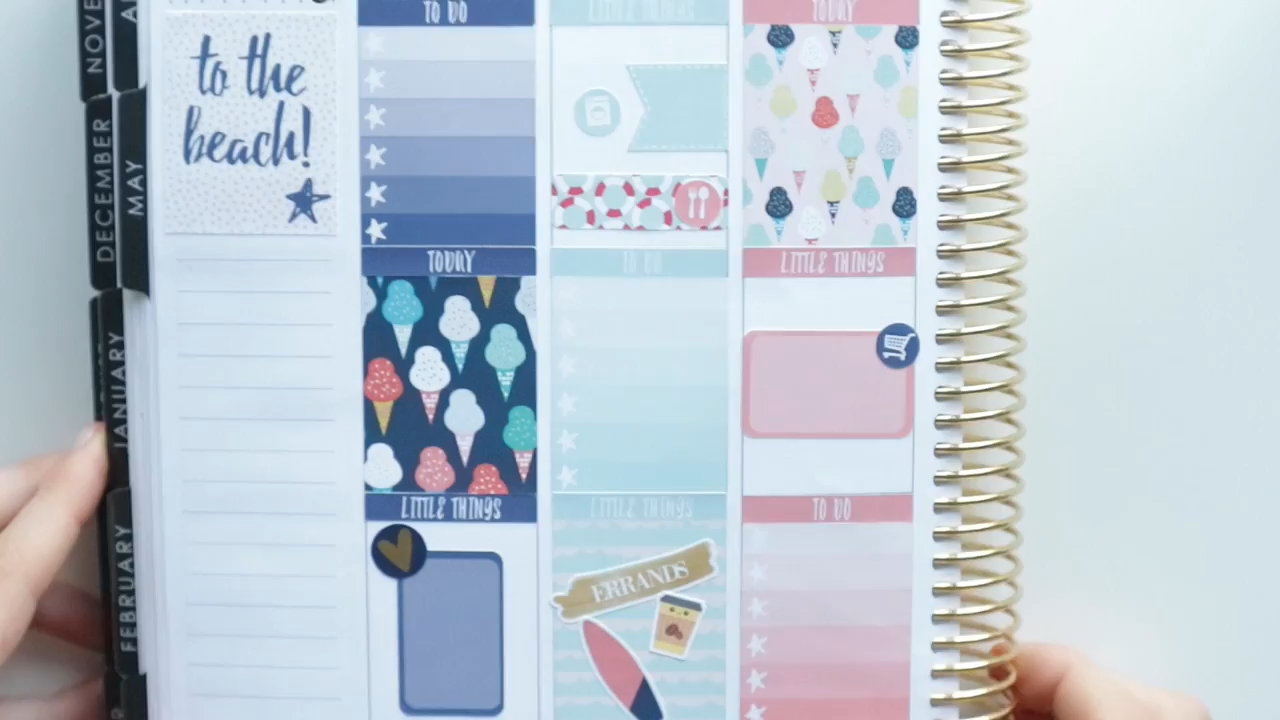 NOVE
DECEMBER
MAY
JANUARY
FEBRUARY
to the
beach!
TO DO
TODAY
LITTLE THINGS
LITTLE THINGS
TO DO
LITTLE THINGS
ERRANDS
TODAY
LITTLE THINGS
TO DO